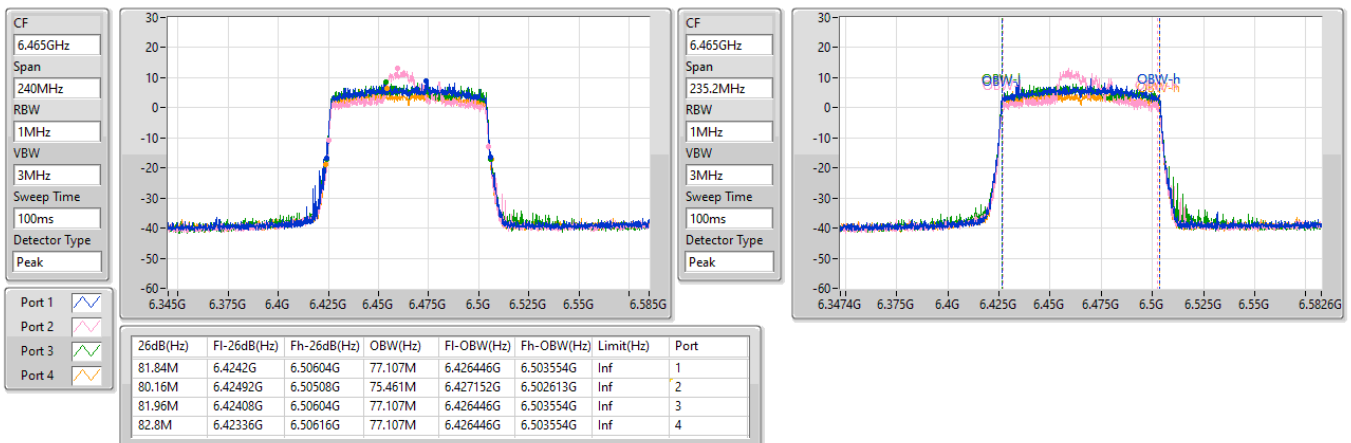 CF
6.465GHz
Span
240MHz
RBW
1MHz
VBW
3MHz
Sweep Time
100ms
Detector Type
Peak
30
20
10
0
-10
-20
-30
-40
-50
-60
6.345G 6.375G 6.4G 6.425G 6.45G 6.475G 6.5G 6.525G 6.55G 6.585G
CF
6.465GHz
Span
235.2MHz
RBW
1MHz
VBW
3MHz
Sweep Time
100ms
Detector Type
Peak
30
20
10
0
-10
-20
-30
-40
-50
-60
OBW-l OBW-h
6.3474G 6.375G 6.4G 6.425G 6.45G 6.475G 6.5G 6.525G 6.55G 6.5826G
Port 1
Port 2
Port 3
Port 4
26dB(Hz) Fl-26dB(Hz) Fh-26dB(Hz) OBW(Hz) Fl-OBW(Hz) Fh-OBW(Hz) Limit(Hz) Port
81.84M 6.4242G 6.50604G 77.107M 6.426446G 6.503554G Inf 1
80.16M 6.42492G 6.50508G 75.461M 6.427152G 6.502613G Inf 2
81.96M 6.42408G 6.50604G 77.107M 6.426446G 6.503554G Inf 3
82.8M 6.42336G 6.50616G 77.107M 6.426446G 6.503554G Inf 4